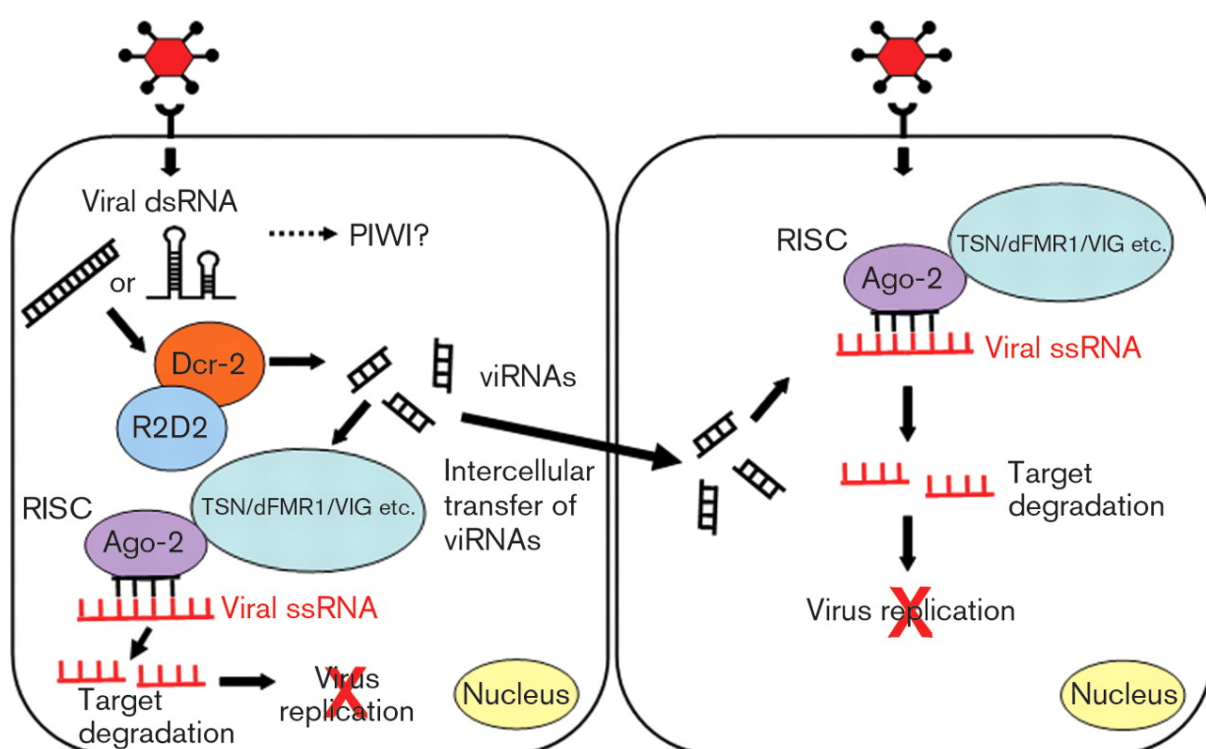 Viral dsRNA
PIWI?
or
Dcr-2
R2D2
viRNAs
Intercellular
transfer of
viRNAs
RISC
TSN/dFMR1/VIG etc.
Ago-2
Viral ssRNA
Target
degradation
Virus
replication
Nucleus
RISC
TSN/dFMR1/VIG etc.
Ago-2
Viral ssRNA
Target
degradation
Virus replication
Nucleus